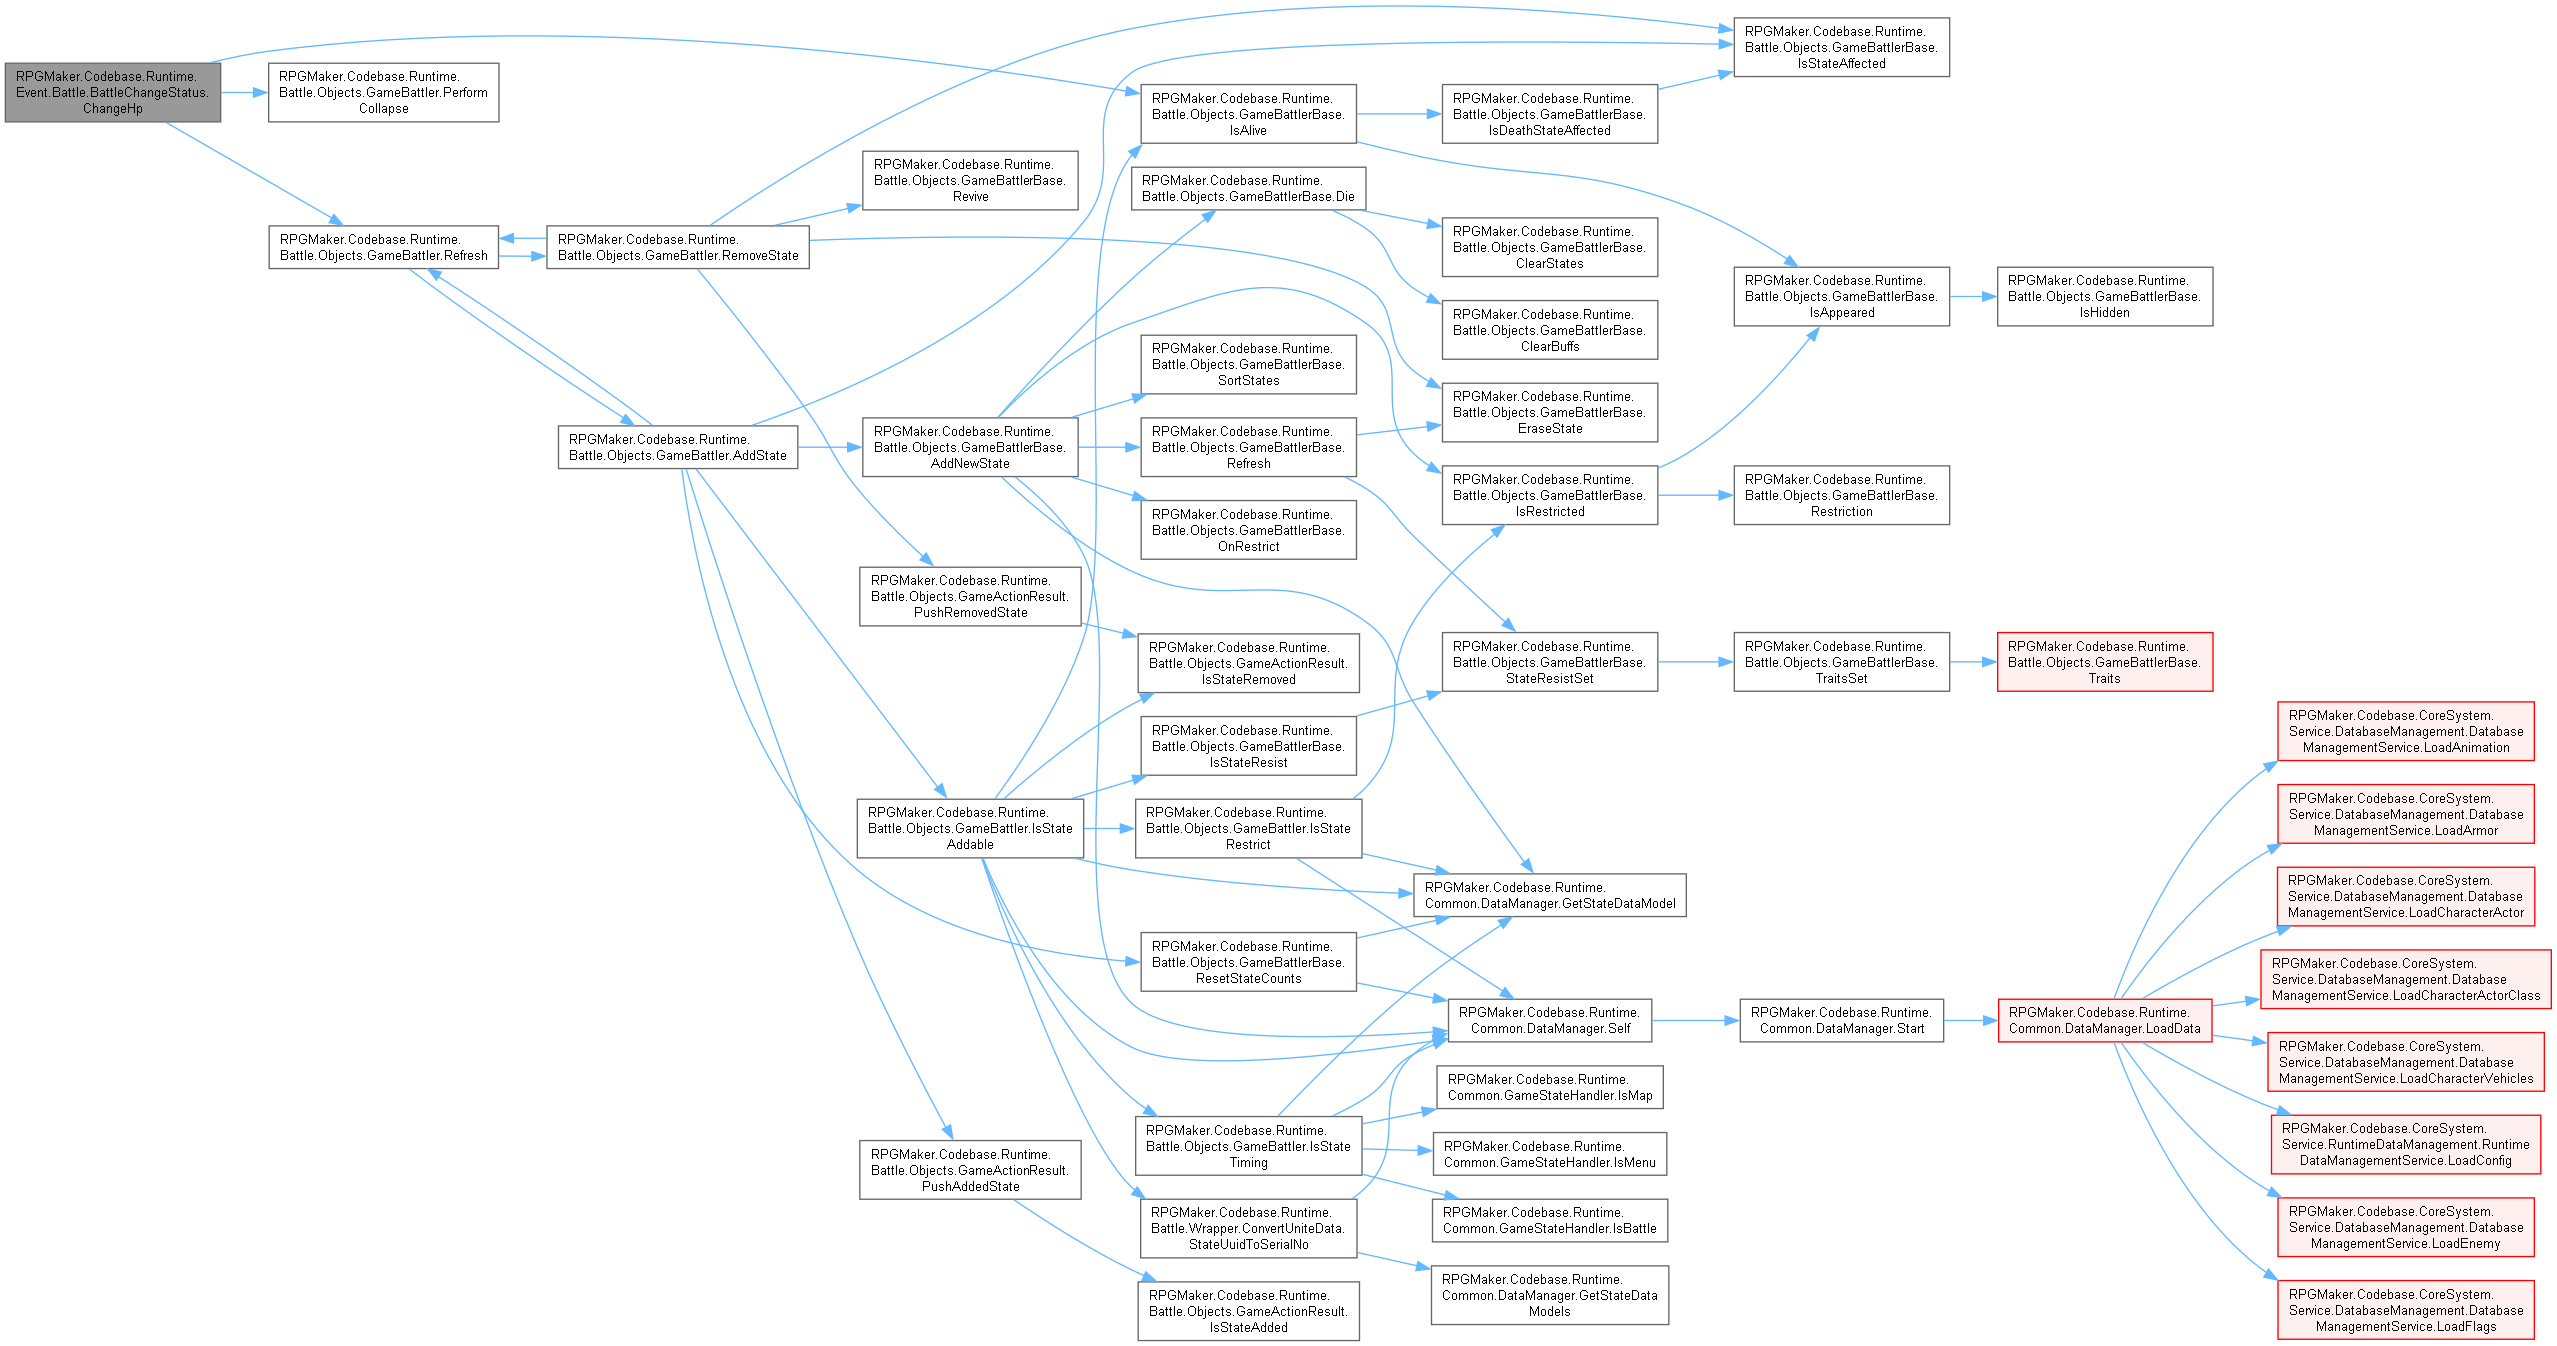 RPGMaker.Codebase.Runtime.
Event.Battle.BattleChangeStatus.
ChangeHp
RPGMaker.Codebase.Runtime.
Battle.Objects.GameBattler.Perform
Collapse
RPGMaker.Codebase.Runtime.
Battle.Objects.GameBattler.Refresh
RPGMaker.Codebase.Runtime.
Battle.Objects.GameBattler.RemoveState
RPGMaker.Codebase.Runtime.
Battle.Objects.GameBattler.AddState
RPGMaker.Codebase.Runtime.
Battle.Objects.GameBattlerBase.
Revive
RPGMaker.Codebase.Runtime.
Battle.Objects.GameBattlerBase.
AddNewState
RPGMaker.Codebase.Runtime.
Battle.Objects.GameActionResult.
PushRemovedState
RPGMaker.Codebase.Runtime.
Battle.Objects.GameBattler.IsState
Addable
RPGMaker.Codebase.Runtime.
Battle.Objects.GameActionResult.
PushAddedState
RPGMaker.Codebase.Runtime.
Battle.Objects.GameBattlerBase.
IsAlive
RPGMaker.Codebase.Runtime.
Battle.Objects.GameBattlerBase.Die
RPGMaker.Codebase.Runtime.
Battle.Objects.GameBattlerBase.
SortStates
RPGMaker.Codebase.Runtime.
Battle.Objects.GameBattlerBase.
Refresh
RPGMaker.Codebase.Runtime.
Battle.Objects.GameBattlerBase.
OnRestrict
RPGMaker.Codebase.Runtime.
Battle.Objects.GameActionResult.
IsStateRemoved
RPGMaker.Codebase.Runtime.
Battle.Objects.GameBattlerBase.
IsStateResist
RPGMaker.Codebase.Runtime.
Battle.Objects.GameBattler.IsState
Restrict
RPGMaker.Codebase.Runtime.
Battle.Objects.GameBattlerBase.
ResetStateCounts
RPGMaker.Codebase.Runtime.
Battle.Objects.GameBattler.IsState
Timing
RPGMaker.Codebase.Runtime.
Battle.Wrapper.ConvertUniteData.
StateUuidToSerialNo
RPGMaker.Codebase.Runtime.
Battle.Objects.GameActionResult.
IsStateAdded
RPGMaker.Codebase.Runtime.
Battle.Objects.GameBattlerBase.
IsDeathStateAffected
RPGMaker.Codebase.Runtime.
Battle.Objects.GameBattlerBase.
ClearStates
RPGMaker.Codebase.Runtime.
Battle.Objects.GameBattlerBase.
ClearBuffs
RPGMaker.Codebase.Runtime.
Battle.Objects.GameBattlerBase.
EraseState
RPGMaker.Codebase.Runtime.
Battle.Objects.GameBattlerBase.
IsRestricted
RPGMaker.Codebase.Runtime.
Battle.Objects.GameBattlerBase.
StateResistSet
RPGMaker.Codebase.Runtime.
Common.DataManager.GetStateDataModel
RPGMaker.Codebase.Runtime.
Common.DataManager.Self
RPGMaker.Codebase.Runtime.
Common.GameStateHandler.IsMap
RPGMaker.Codebase.Runtime.
Common.GameStateHandler.IsMenu
RPGMaker.Codebase.Runtime.
Common.GameStateHandler.IsBattle
RPGMaker.Codebase.Runtime.
Common.DataManager.GetStateData
Models
RPGMaker.Codebase.Runtime.
Battle.Objects.GameBattlerBase.
IsStateAffected
RPGMaker.Codebase.Runtime.
Battle.Objects.GameBattlerBase.
IsAppeared
RPGMaker.Codebase.Runtime.
Battle.Objects.GameBattlerBase.
Restriction
RPGMaker.Codebase.Runtime.
Battle.Objects.GameBattlerBase.
TraitsSet
RPGMaker.Codebase.Runtime.
Common.DataManager.Start
RPGMaker.Codebase.Runtime.
Battle.Objects.GameBattlerBase.
IsHidden
RPGMaker.Codebase.Runtime.
Battle.Objects.GameBattlerBase.
Traits
RPGMaker.Codebase.Runtime.
Common.DataManager.LoadData
RPGMaker.Codebase.CoreSystem.
Service.DatabaseManagement.Database
ManagementService.LoadAnimation
RPGMaker.Codebase.CoreSystem.
Service.DatabaseManagement.Database
ManagementService.LoadArmor
RPGMaker.Codebase.CoreSystem.
Service.DatabaseManagement.Database
ManagementService.LoadCharacterActor
RPGMaker.Codebase.CoreSystem.
Service.DatabaseManagement.Database
ManagementService.LoadCharacterActorClass
RPGMaker.Codebase.CoreSystem.
Service.DatabaseManagement.Database
ManagementService.LoadCharacterVehicles
RPGMaker.Codebase.CoreSystem.
Service.RuntimeDataManagement.Runtime
DataManagementService.LoadConfig
RPGMaker.Codebase.CoreSystem.
Service.DatabaseManagement.Database
ManagementService.LoadEnemy
RPGMaker.Codebase.CoreSystem.
Service.DatabaseManagement.Database
ManagementService.LoadFlags